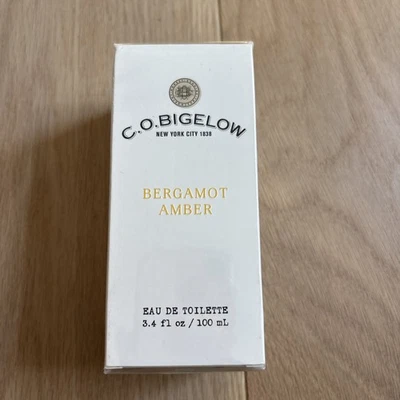 C.O.BIGELOW
NEW YORK CITY 1838
BERGAMOT
AMBER
EAU DE TOILETTE
3.4 fl oz / 100 mL